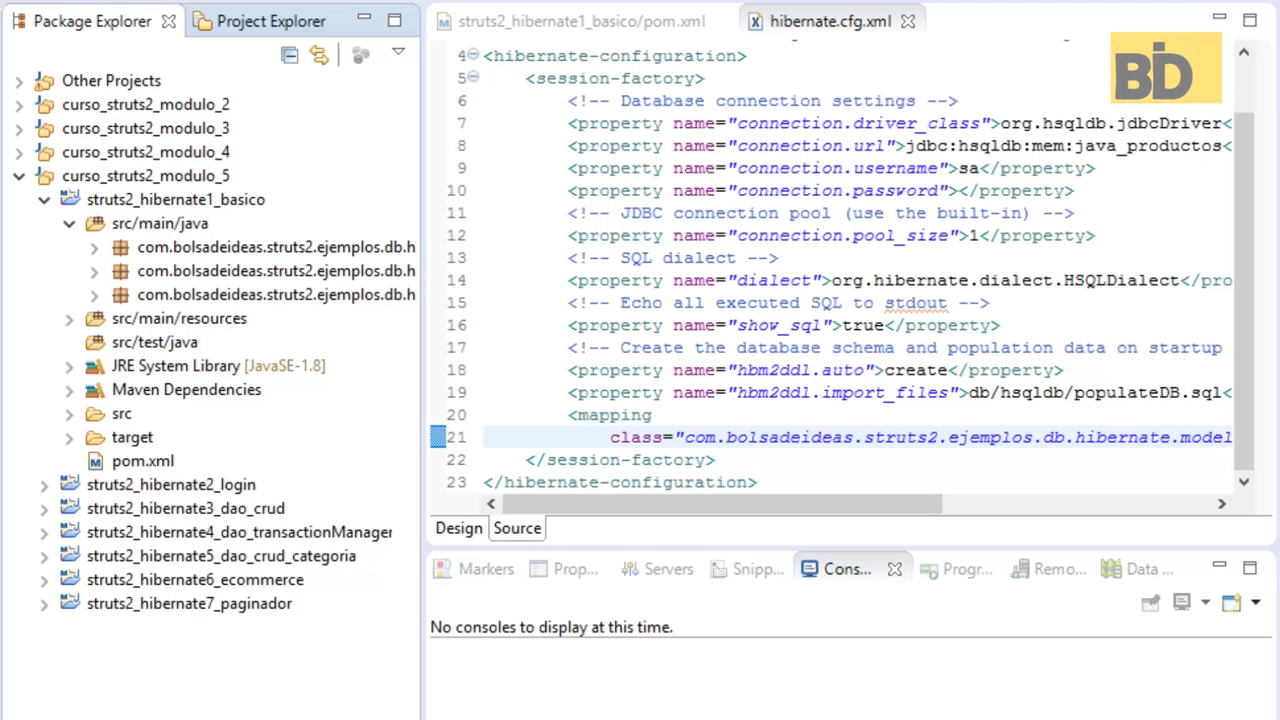 Package Explorer
Project Explorer
Other Projects
curso_struts2_modulo_2
curso_struts2_modulo_3
curso_struts2_modulo_4
curso_struts2_modulo_5
struts2_hibernate1_basico
src/main/java
com.bolsadeideas.struts2.ejemplos.db.h
com.bolsadeideas.struts2.ejemplos.db.h
com.bolsadeideas.struts2.ejemplos.db.h
src/main/resources
src/test/java
JRE System Library [JavaSE-1.8]
Maven Dependencies
src
target
pom.xml
struts2_hibernate2_login
struts2_hibernate3_dao_crud
struts2_hibernate4_dao_transactionManager
struts2_hibernate5_dao_crud_categoria
struts2_hibernate6_ecommerce
struts2_hibernate7_paginador
struts2_hibernate1_basico/pom.xml
hibernate.cfg.xml
BD
4 <hibernate-configuration>
5 <session-factory>
6 <!-- Database connection settings -->
7 <property name="connection.driver_class">org.hsqldb.jdbcDriver<
8 <property name="connection.url">jdbc:hsqldb:mem:java_productos<
9 <property name="connection.username">sa</property>
10 <property name="connection.password"></property>
11 <!-- JDBC connection pool (use the built-in) -->
12 <property name="connection.pool_size">1</property>
13 <!-- SQL dialect -->
14 <property name="dialect">org.hibernate.dialect.HSQLDialect</pro
15 <!-- Echo all executed SQL to stdout -->
16 <property name="show_sql">true</property>
17 <!-- Create the database schema and population data on startup
18 <property name="hbm2ddl.auto">create</property>
19 <property name="hbm2ddl.import_files">db/hsqldb/populateDB.sql<
20 <mapping
21 class="com.bolsadeideas.struts2.ejemplos.db.hibernate.model
22 </session-factory>
23 </hibernate-configuration>
Design
Source
Markers
Prop...
Servers
Snipp...
Cons...
Progr...
Remo...
Data ...
No consoles to display at this time.